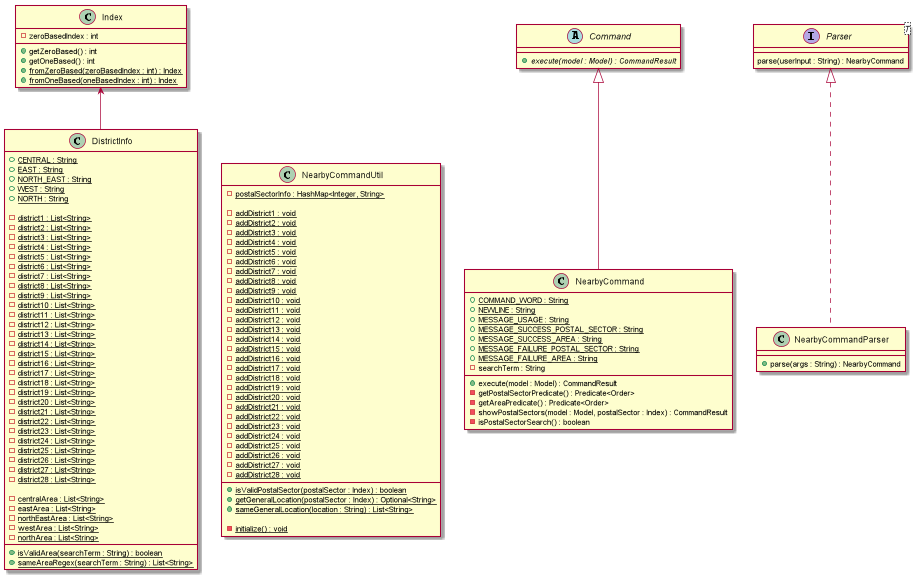 C Index
zeroBasedIndex : int
getZeroBased() : int
getOneBased() : int
fromZeroBased(zeroBasedIndex : int) : Index
fromOneBased(oneBasedIndex : int) : Index
C DistrictInfo
CENTRAL : String
EAST : String
NORTH_EAST : String
WEST : String
NORTH : String
district1 : List<String>
district2 : List<String>
district3 : List<String>
district4 : List<String>
district5 : List<String>
district6 : List<String>
district7 : List<String>
district8 : List<String>
district9 : List<String>
district10 : List<String>
district11 : List<String>
district12 : List<String>
district13 : List<String>
district14 : List<String>
district15 : List<String>
district16 : List<String>
district17 : List<String>
district18 : List<String>
district19 : List<String>
district20 : List<String>
district21 : List<String>
district22 : List<String>
district23 : List<String>
district24 : List<String>
district25 : List<String>
district26 : List<String>
district27 : List<String>
district28 : List<String>
centralArea : List<String>
eastArea : List<String>
northEastArea : List<String>
westArea : List<String>
northArea : List<String>
isValidArea(searchTerm : String) : boolean
sameAreaRegex(searchTerm : String) : List<String>
C NearbyCommandUtil
postalSectorInfo : HashMap<Integer, String>
addDistrict1 : void
addDistrict2 : void
addDistrict3 : void
addDistrict4 : void
addDistrict5 : void
addDistrict6 : void
addDistrict7 : void
addDistrict8 : void
addDistrict9 : void
addDistrict10 : void
addDistrict11 : void
addDistrict12 : void
addDistrict13 : void
addDistrict14 : void
addDistrict15 : void
addDistrict16 : void
addDistrict17 : void
addDistrict18 : void
addDistrict19 : void
addDistrict20 : void
addDistrict21 : void
addDistrict22 : void
addDistrict23 : void
addDistrict24 : void
addDistrict25 : void
addDistrict26 : void
addDistrict27 : void
addDistrict28 : void
isValidPostalSector(postalSector : Index) : boolean
getGeneralLocation(postalSector : Index) : Optional<String>
sameGeneralLocation(location : String) : List<String>
initialize() : void
A Command
execute(model : Model) : CommandResult
C NearbyCommand
COMMAND_WORD : String
NEWLINE : String
MESSAGE_USAGE : String
MESSAGE_SUCCESS_POSTAL_SECTOR : String
MESSAGE_SUCCESS_AREA : String
MESSAGE_FAILURE_POSTAL_SECTOR : String
MESSAGE_FAILURE_AREA : String
searchTerm : String
execute(model : Model) : CommandResult
getPostalSectorPredicate() : Predicate<Order>
getAreaPredicate() : Predicate<Order>
showPostalSectors(model : Model, postalSector : Index) : CommandResult
isPostalSectorSearch() : boolean
I Parser
T
parse(userInput : String) : NearbyCommand
C NearbyCommandParser
parse(args : String) : NearbyCommand